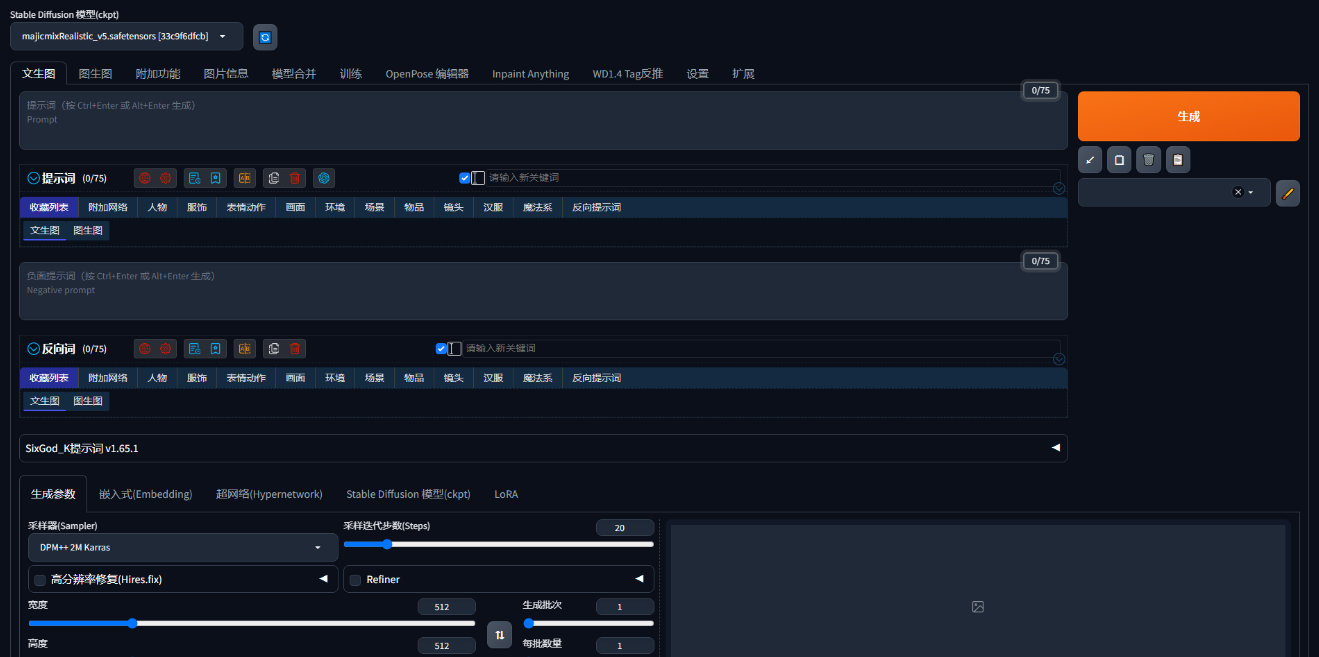 Stable Diffusion 模型(ckpt)
majicmixRealistic_v5.safetensors [33c9f6dfcb]
文生图 图生图 附加功能 图片信息 模型合并 训练 OpenPose 编辑器 Inpaint Anything WD1.4 Tag反推 设置 扩展
0/75
提示词（按 Ctrl+Enter 或 Alt+Enter 生成）
Prompt
生成
提示词 (0/75) 请输入新关键词
收藏列表 附加网络 人物 服饰 表情动作 画面 环境 场景 物品 镜头 汉服 魔法系 反向提示词
文生图 图生图
0/75
负面提示词（按 Ctrl+Enter 或 Alt+Enter 生成）
Negative prompt
反向词 (0/75) 请输入新关键词
收藏列表 附加网络 人物 服饰 表情动作 画面 环境 场景 物品 镜头 汉服 魔法系 反向提示词
文生图 图生图
SixGod_K提示词 v1.65.1
生成参数 嵌入式(Embedding) 超网络(Hypernetwork) Stable Diffusion 模型(ckpt) LoRA
采样器(Sampler) 采样迭代步数(Steps) 20
DPM++ 2M Karras
高分辨率修复(Hires.fix) Refiner
宽度 512 生成批次 1
高度 512 每批数量 1